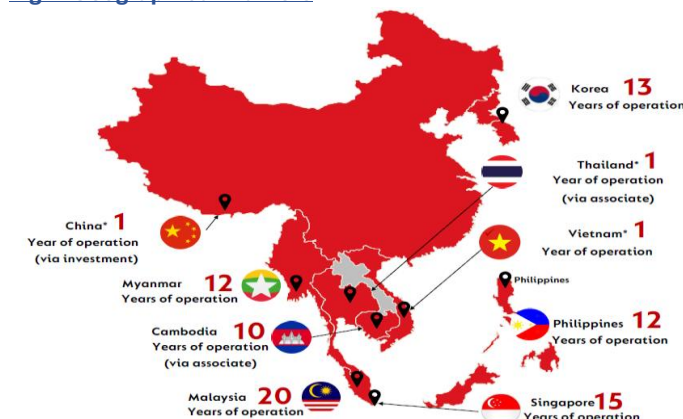 Korea 13
Years of operation
Thailand* 1
Year of operation
(via associate)
China* 1
Year of operation
(via investment)
Vietnam* 1
Year of operation
Myanmar 12
Years of operation
Philippines
Cambodia 10
Years of operation
(via associate)
Philippines 12
Years of operation
Malaysia 20
Years of operation
Singapore 15
Years of operation